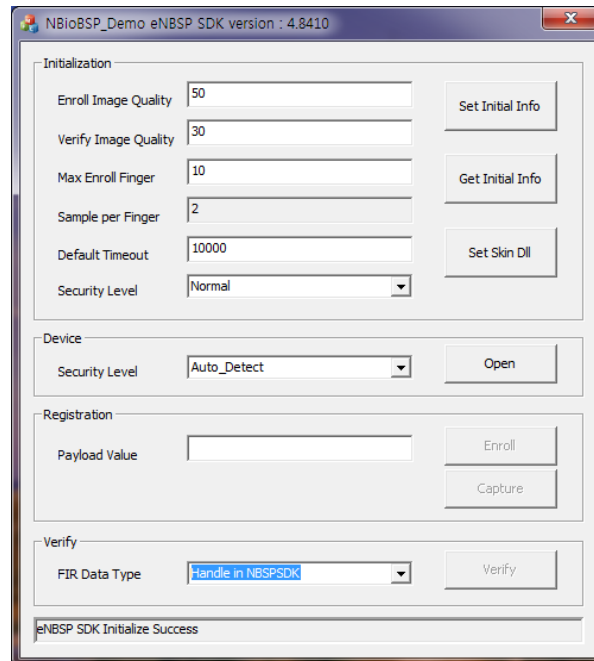 NBioBSP_Demo eNBSP SDK version : 4.8410
Initialization
Enroll Image Quality 50 Set Initial Info
Verify Image Quality 30
Max Enroll Finger 10 Get Initial Info
Sample per Finger 2
Default Timeout 10000 Set Skin Dll
Security Level Normal
Device
Security Level Auto_Detect Open
Registration
Payload Value Enroll
Capture
Verify
FIR Data Type Handle in NBSPSDK Verify
eNBSP SDK Initialize Success